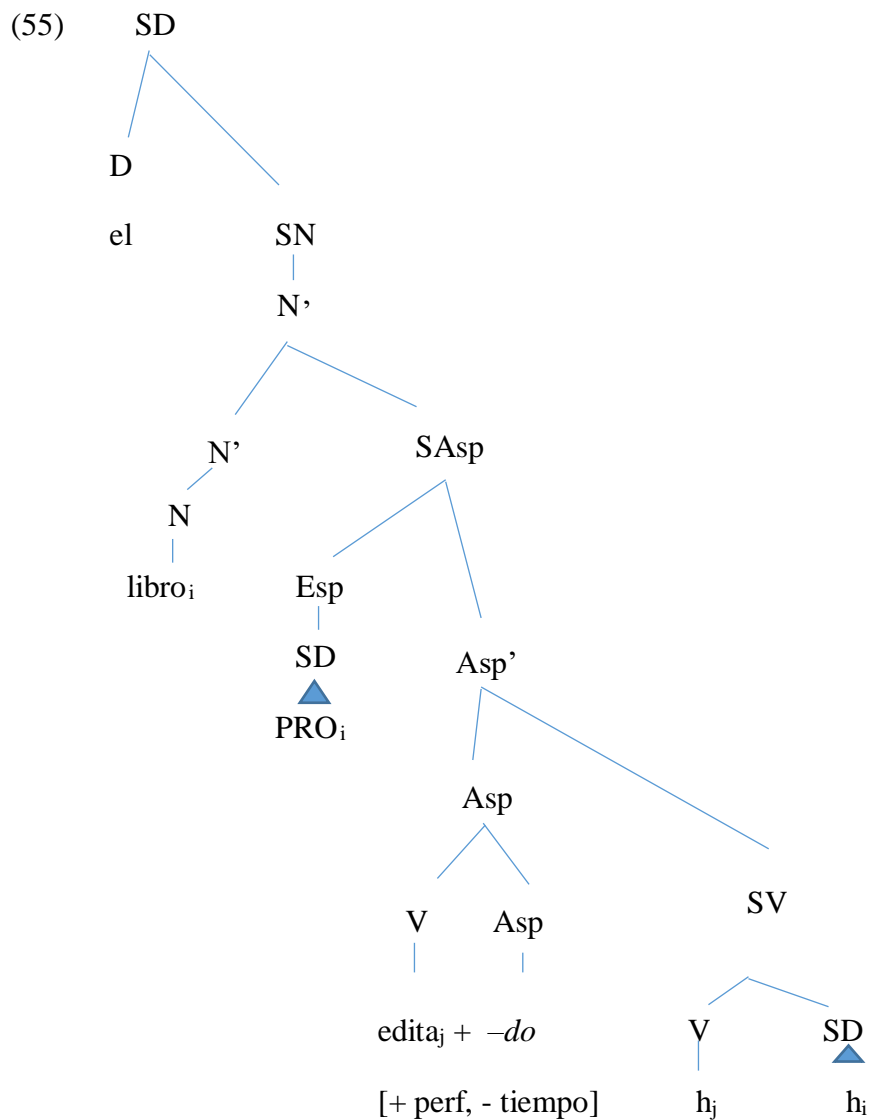 (55) SD
D
el SN
N’
N’ SAsp
N
libroᵢ Esp
SD Asp’
PROᵢ
Asp
V Asp SV
editaⱼ + –do V SD
[+ perf, - tiempo] hⱼ hᵢ